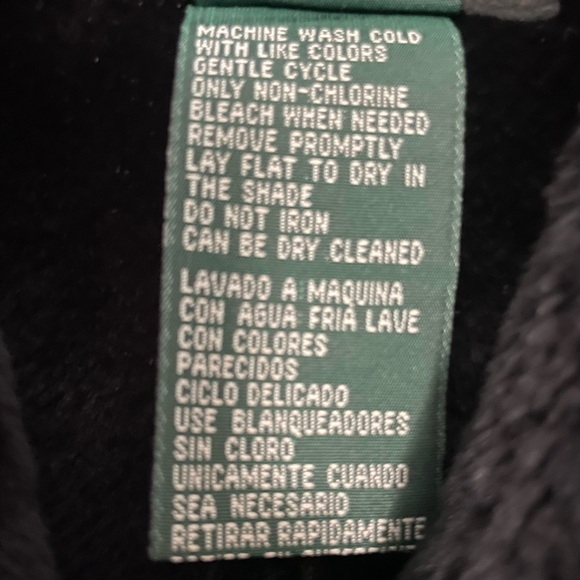 MACHINE WASH COLD
WITH LIKE COLORS
GENTLE CYCLE
ONLY NON-CHLORINE
BLEACH WHEN NEEDED
REMOVE PROMPTLY
LAY FLAT TO DRY IN
THE SHADE
DO NOT IRON
CAN BE DRY CLEANED
LAVADO A MAQUINA
CON AGUA FRIA LAVE
CON COLORES
PARECIDOS
CICLO DELICADO
USE BLANQUEADORES
SIN CLORO
UNICAMENTE CUANDO
SEA NECESARIO
RETIRAR RAPIDAMENTE